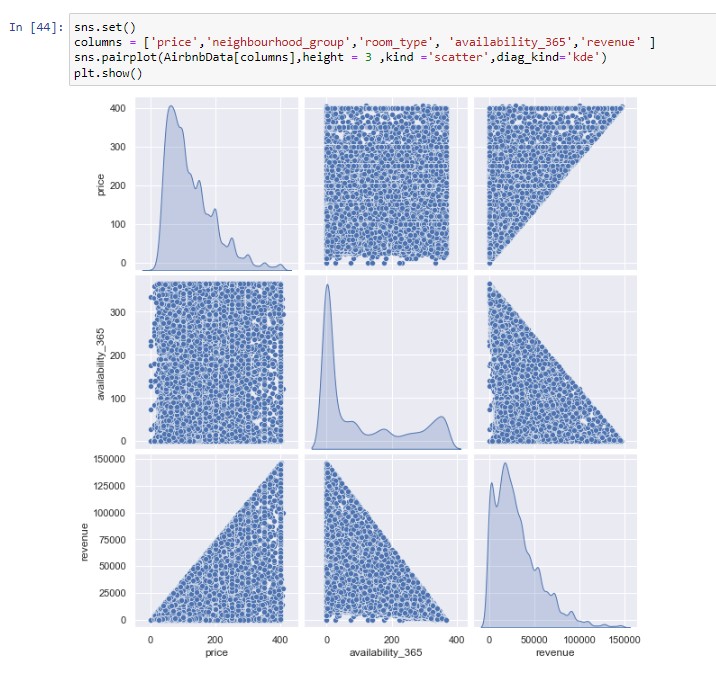 In [44]: sns.set()
columns = ['price','neighbourhood_group','room_type', 'availability_365','revenue' ]
sns.pairplot(AirbnbData[columns],height = 3 ,kind ='scatter',diag_kind='kde')
plt.show()
400
300
200
100
0
price
300
200
100
0
availability_365
150000
125000
100000
75000
50000
25000
0
revenue
0 200 400 0 200 400 0 50000 100000 150000
price availability_365 revenue